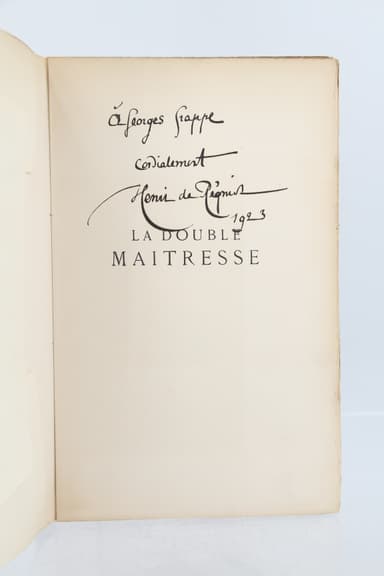 à Georges Grappe
cordialement
Henri de Régnier
1923
LA DOUBLE
MAITRESSE